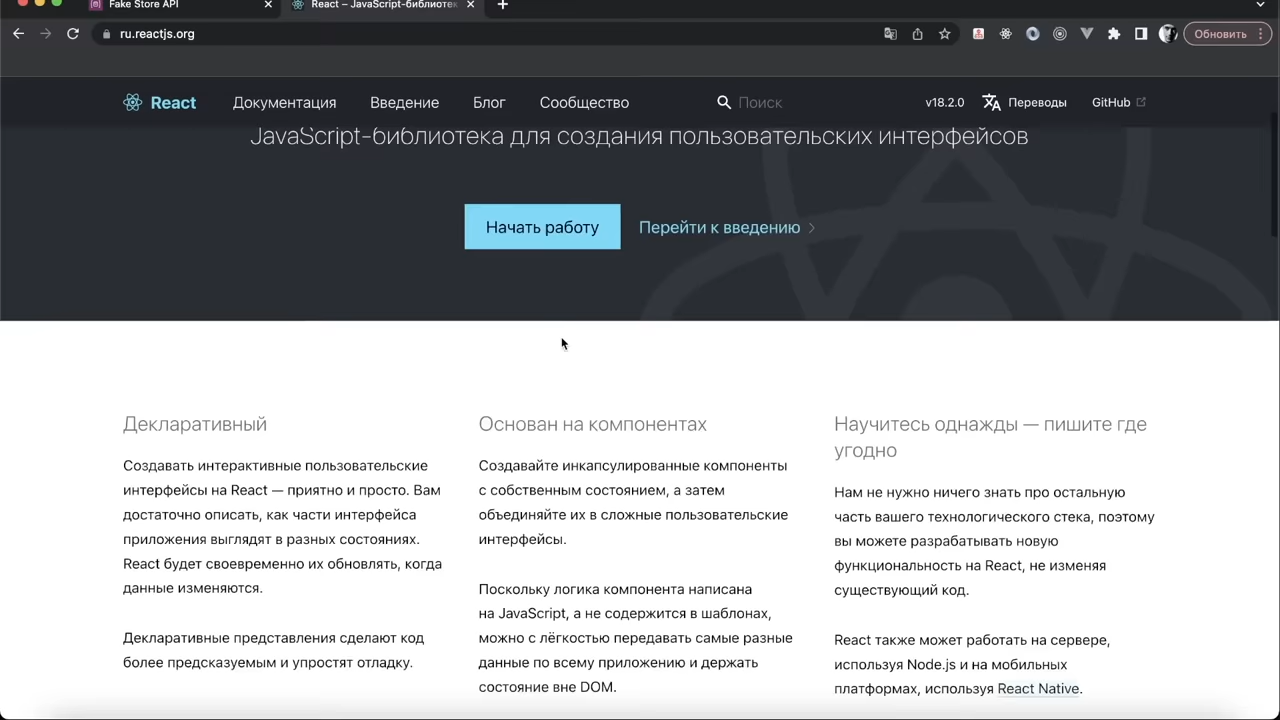 Fake Store API
React – JavaScript-библиотек
ru.reactjs.org
Обновить
React
Документация
Введение
Блог
Сообщество
Поиск
v18.2.0
Переводы
GitHub
JavaScript-библиотека для создания пользовательских интерфейсов
Начать работу
Перейти к введению
Декларативный
Создавать интерактивные пользовательские
интерфейсы на React — приятно и просто. Вам
достаточно описать, как части интерфейса
приложения выглядят в разных состояниях.
React будет своевременно их обновлять, когда
данные изменяются.
Декларативные представления сделают код
более предсказуемым и упростят отладку.
Основан на компонентах
Создавайте инкапсулированные компоненты
с собственным состоянием, а затем
объединяйте их в сложные пользовательские
интерфейсы.
Поскольку логика компонента написана
на JavaScript, а не содержится в шаблонах,
можно с лёгкостью передавать самые разные
данные по всему приложению и держать
состояние вне DOM.
Научитесь однажды — пишите где
угодно
Нам не нужно ничего знать про остальную
часть вашего технологического стека, поэтому
вы можете разрабатывать новую
функциональность на React, не изменяя
существующий код.
React также может работать на сервере,
используя Node.js и на мобильных
платформах, используя React Native.